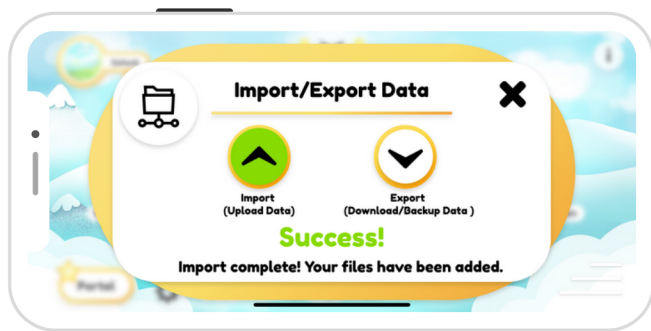 Import/Export Data
Import
(Upload Data)
Export
(Download/Backup Data )
Success!
Import complete! Your files have been added.
Portal